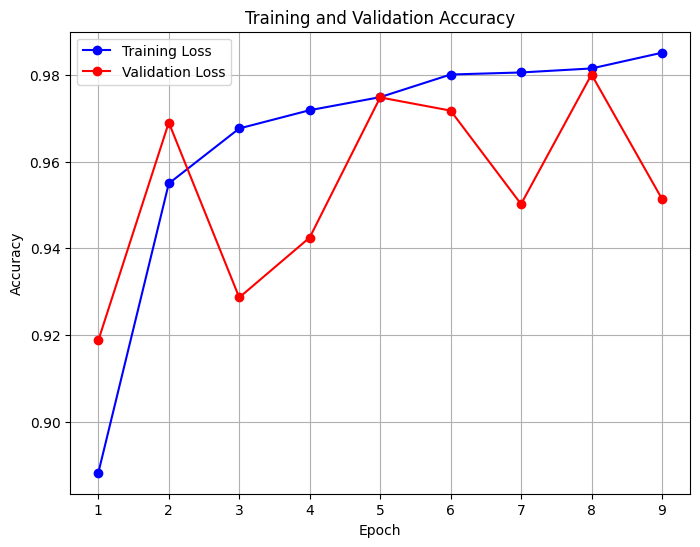 Training and Validation Accuracy
Training Loss
Validation Loss
0.98
0.96
0.94
0.92
0.90
Accuracy
1 2 3 4 5 6 7 8 9
Epoch